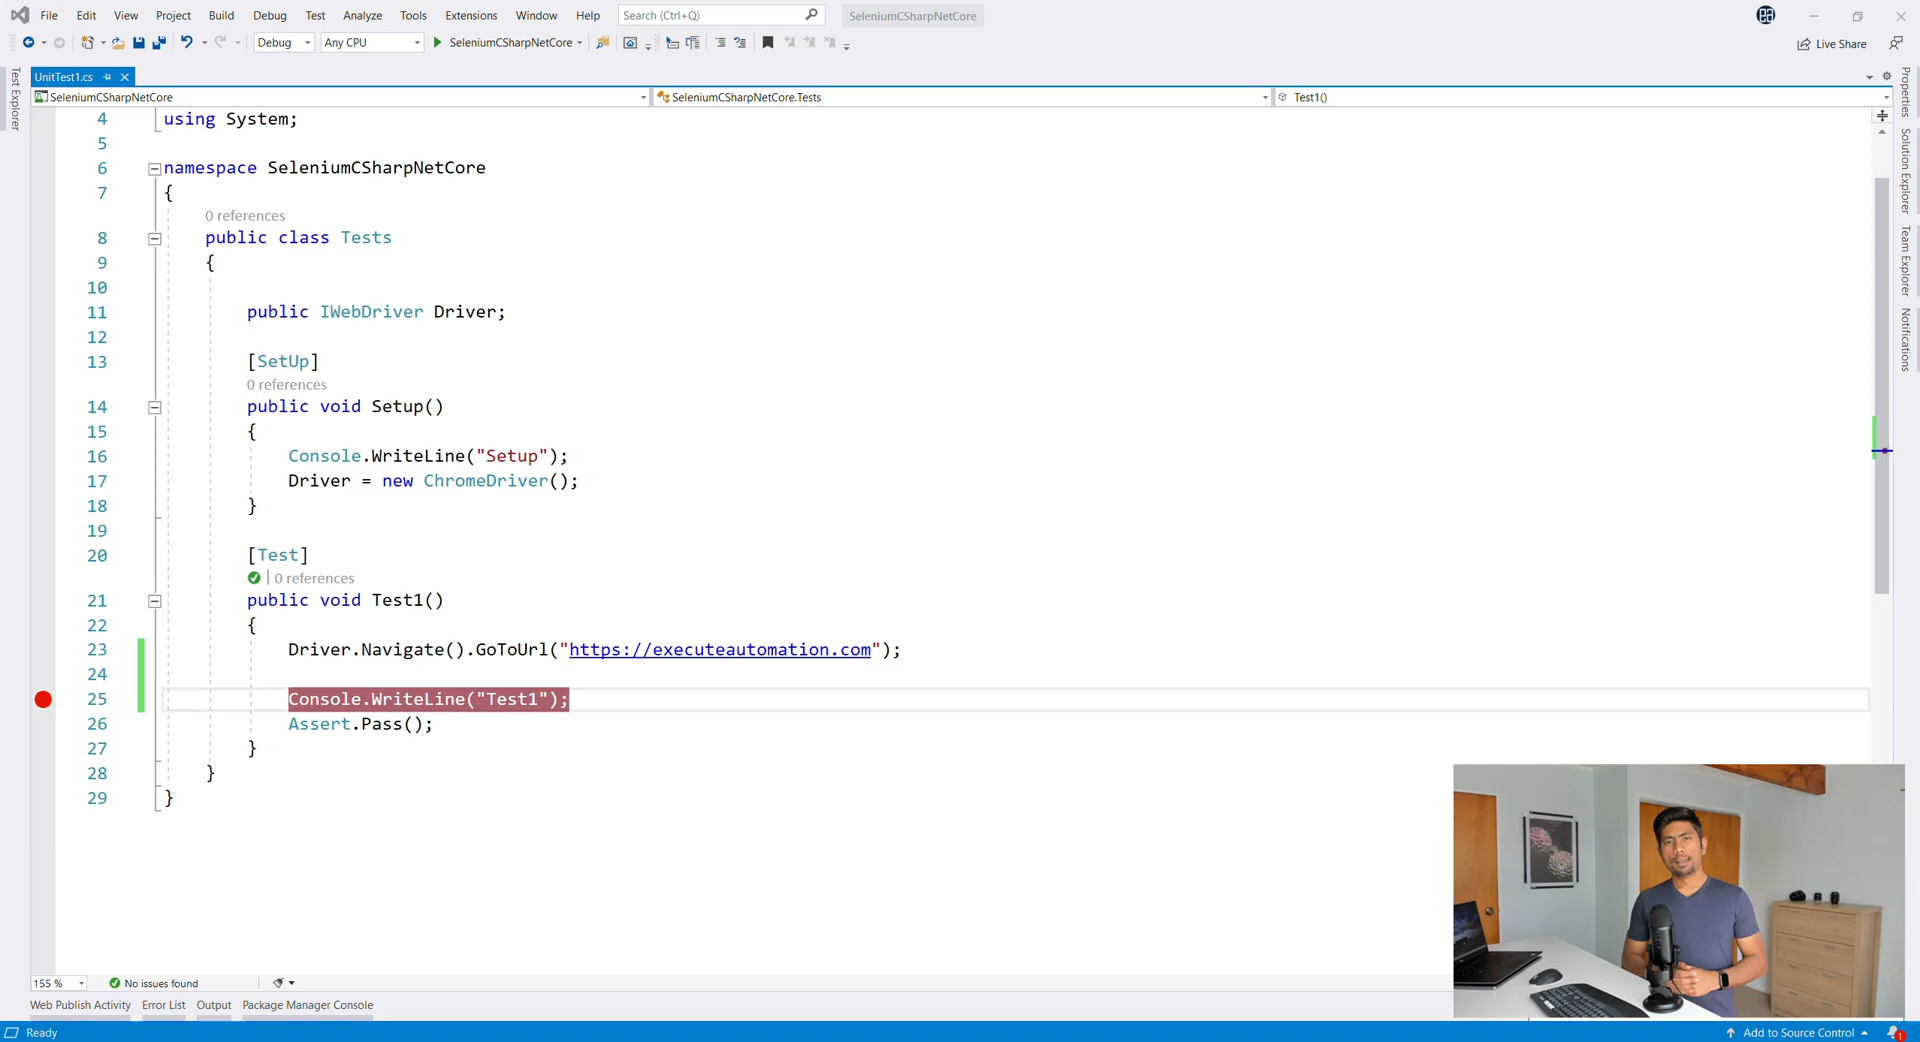 File Edit View Project Build Debug Test Analyze Tools Extensions Window Help Search (Ctrl+Q) SeleniumCSharpNetCore
Debug Any CPU SeleniumCSharpNetCore Live Share
UnitTest1.cs
SeleniumCSharpNetCore SeleniumCSharpNetCore.Tests Test1()
Test Explorer
4 using System;
5
6 namespace SeleniumCSharpNetCore
7 {
0 references
8 public class Tests
9 {
10
11 public IWebDriver Driver;
12
13 [SetUp]
0 references
14 public void Setup()
15 {
16 Console.WriteLine("Setup");
17 Driver = new ChromeDriver();
18 }
19
20 [Test]
0 references
21 public void Test1()
22 {
23 Driver.Navigate().GoToUrl("https://executeautomation.com");
24
25 Console.WriteLine("Test1");
26 Assert.Pass();
27 }
28 }
29 }
Properties
Solution Explorer
Team Explorer
Notifications
155 % No issues found
Web Publish Activity Error List Output Package Manager Console
Ready Add to Source Control 1